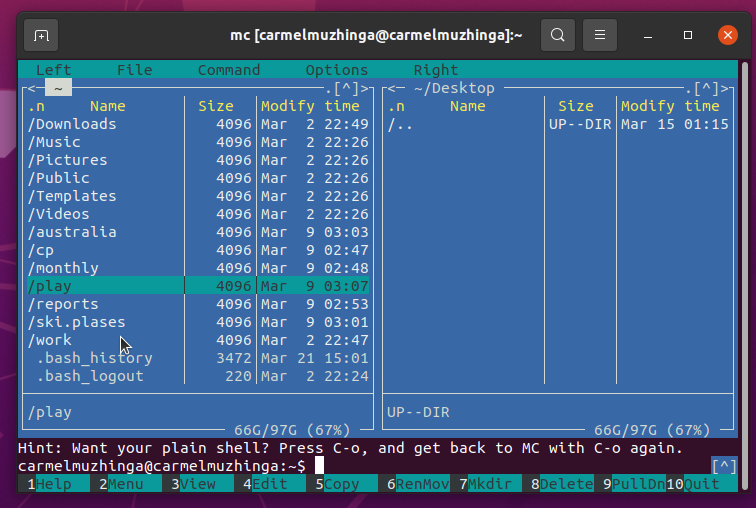 mc [carmelmuzhinga@carmelmuzhinga]:~
Left File Command Options Right
<─ ~ .[^]> <─ ~/Desktop .[^]>
.n Name Size Modify time .n Name Size Modify time
/Downloads 4096 Mar 2 22:49 /.. UP--DIR Mar 15 01:15
/Music 4096 Mar 2 22:26
/Pictures 4096 Mar 2 22:26
/Public 4096 Mar 2 22:26
/Templates 4096 Mar 2 22:26
/Videos 4096 Mar 2 22:26
/australia 4096 Mar 9 03:03
/cp 4096 Mar 9 02:47
/monthly 4096 Mar 9 02:48
/play 4096 Mar 9 03:07
/reports 4096 Mar 9 02:53
/ski.plases 4096 Mar 9 03:01
/work 4096 Mar 2 22:47
.bash_history 3472 Mar 21 15:01
.bash_logout 220 Mar 2 22:24
/play UP--DIR
66G/97G (67%) 66G/97G (67%)
Hint: Want your plain shell? Press C-o, and get back to MC with C-o again.
carmelmuzhinga@carmelmuzhinga:~$ [^]
1Help 2Menu 3View 4Edit 5Copy 6RenMov 7Mkdir 8Delete 9PullDn 10Quit